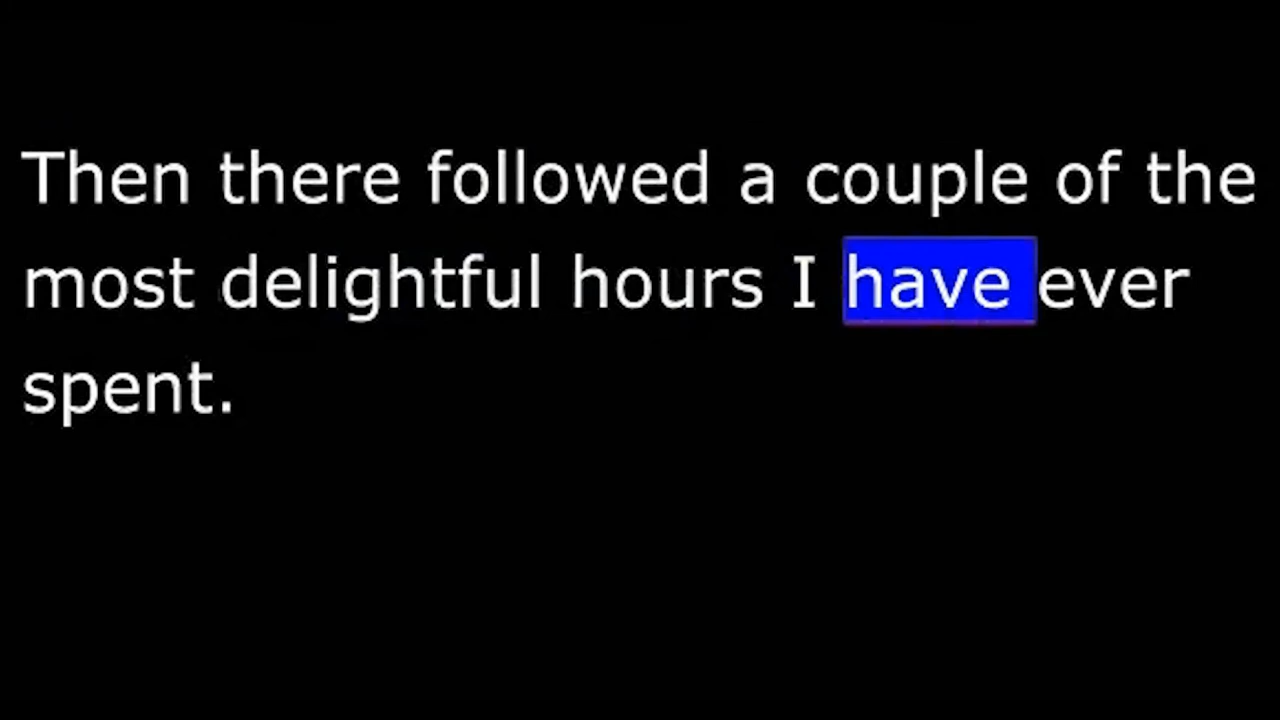 Then there followed a couple of the
most delightful hours I have ever
spent.